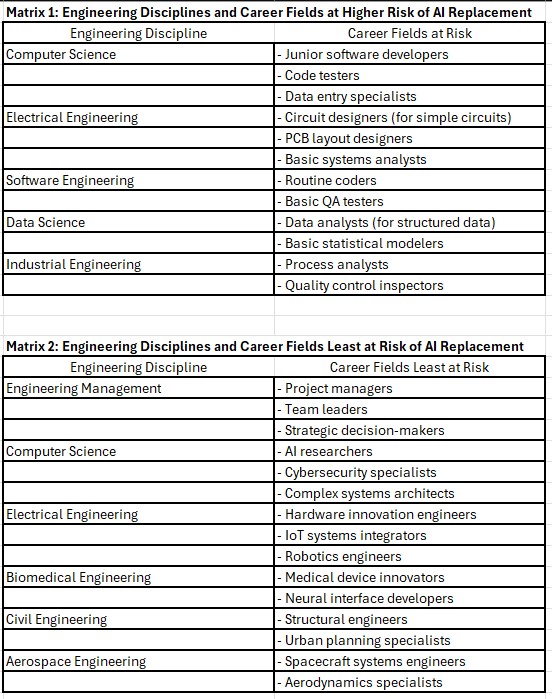 Matrix 1: Engineering Disciplines and Career Fields at Higher Risk of AI Replacement
Engineering Discipline Career Fields at Risk
Computer Science - Junior software developers
- Code testers
- Data entry specialists
Electrical Engineering - Circuit designers (for simple circuits)
- PCB layout designers
- Basic systems analysts
Software Engineering - Routine coders
- Basic QA testers
Data Science - Data analysts (for structured data)
- Basic statistical modelers
Industrial Engineering - Process analysts
- Quality control inspectors
Matrix 2: Engineering Disciplines and Career Fields Least at Risk of AI Replacement
Engineering Discipline Career Fields Least at Risk
Engineering Management - Project managers
- Team leaders
- Strategic decision-makers
Computer Science - AI researchers
- Cybersecurity specialists
- Complex systems architects
Electrical Engineering - Hardware innovation engineers
- IoT systems integrators
- Robotics engineers
Biomedical Engineering - Medical device innovators
- Neural interface developers
Civil Engineering - Structural engineers
- Urban planning specialists
Aerospace Engineering - Spacecraft systems engineers
- Aerodynamics specialists